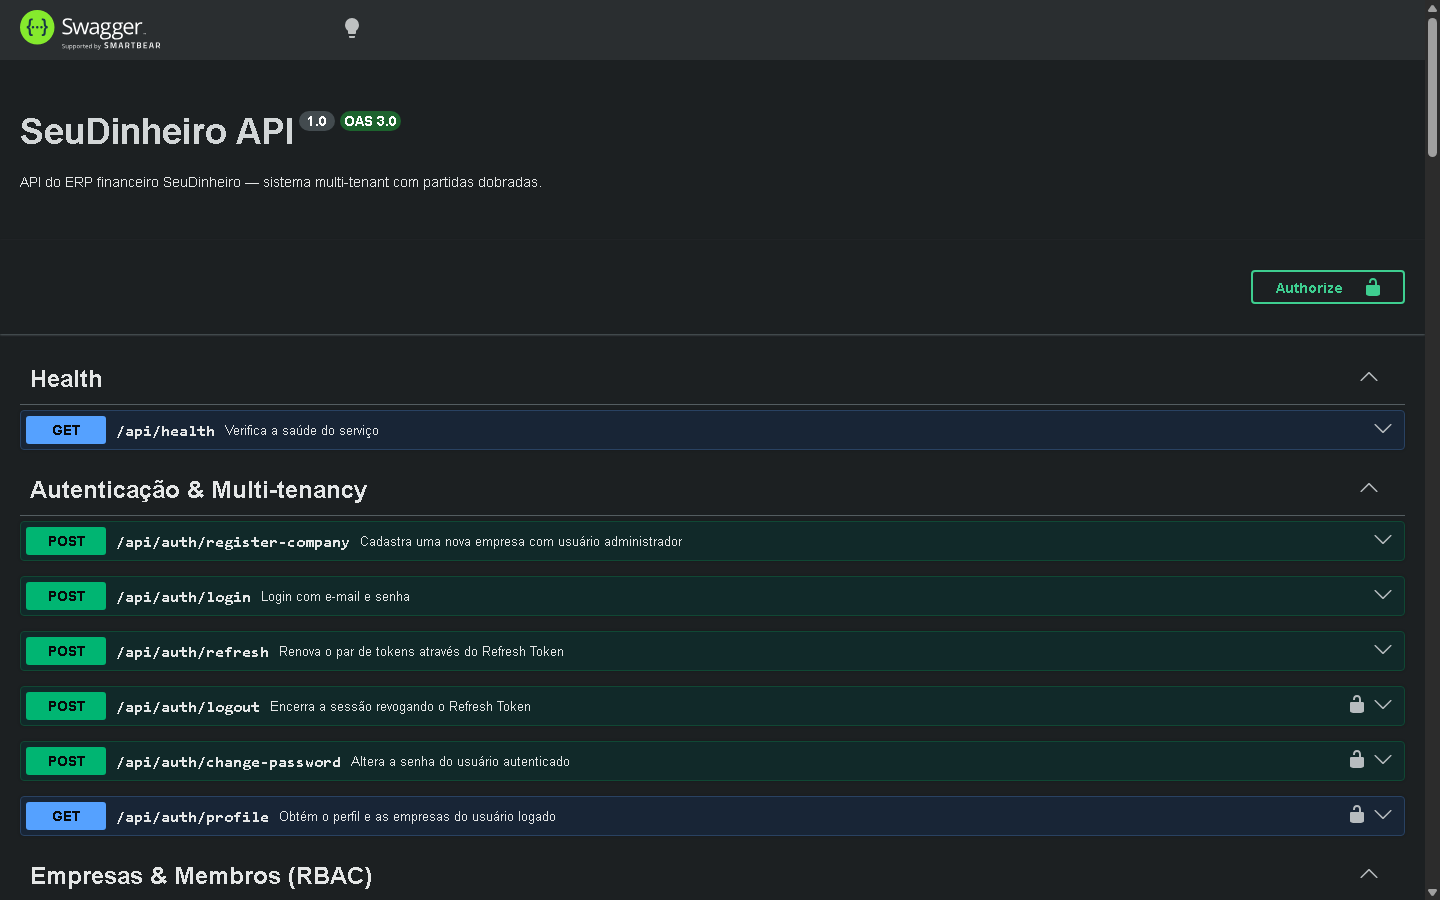 Swagger
Supported by SMARTBEAR
SeuDinheiro API 1.0 OAS 3.0
API do ERP financeiro SeuDinheiro — sistema multi-tenant com partidas dobradas.
Authorize
Health
GET /api/health Verifica a saúde do serviço
Autenticação & Multi-tenancy
POST /api/auth/register-company Cadastra uma nova empresa com usuário administrador
POST /api/auth/login Login com e-mail e senha
POST /api/auth/refresh Renova o par de tokens através do Refresh Token
POST /api/auth/logout Encerra a sessão revogando o Refresh Token
POST /api/auth/change-password Altera a senha do usuário autenticado
GET /api/auth/profile Obtém o perfil e as empresas do usuário logado
Empresas & Membros (RBAC)